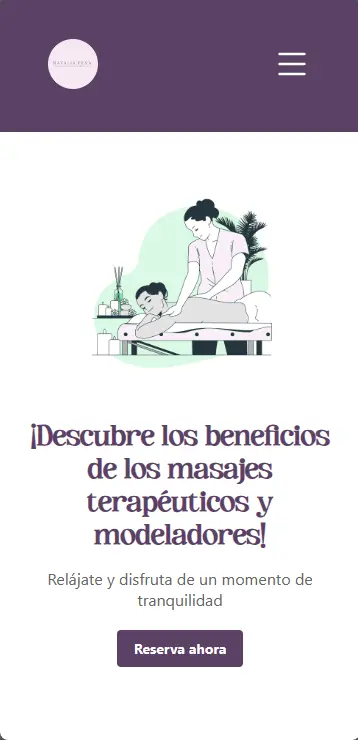 ¡Descubre los beneficios
de los masajes
terapéuticos y
modeladores!
Relájate y disfruta de un momento de
tranquilidad
Reserva ahora